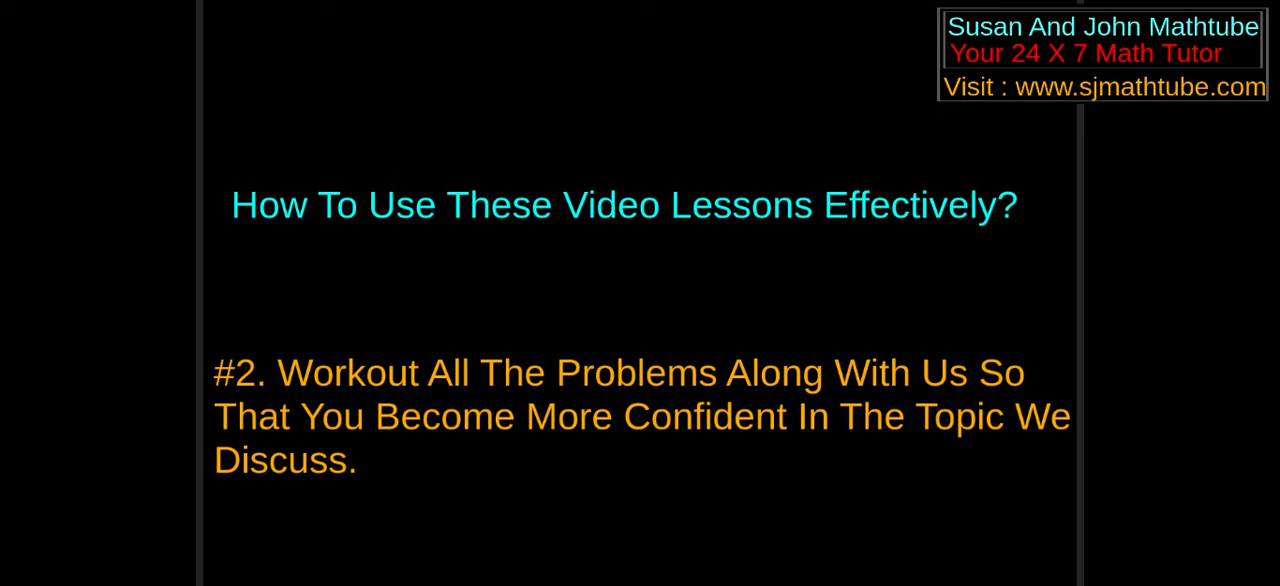 Susan And John Mathtube
Your 24 X 7 Math Tutor
Visit : www.sjmathtube.com
How To Use These Video Lessons Effectively?
#2. Workout All The Problems Along With Us So
That You Become More Confident In The Topic We
Discuss.